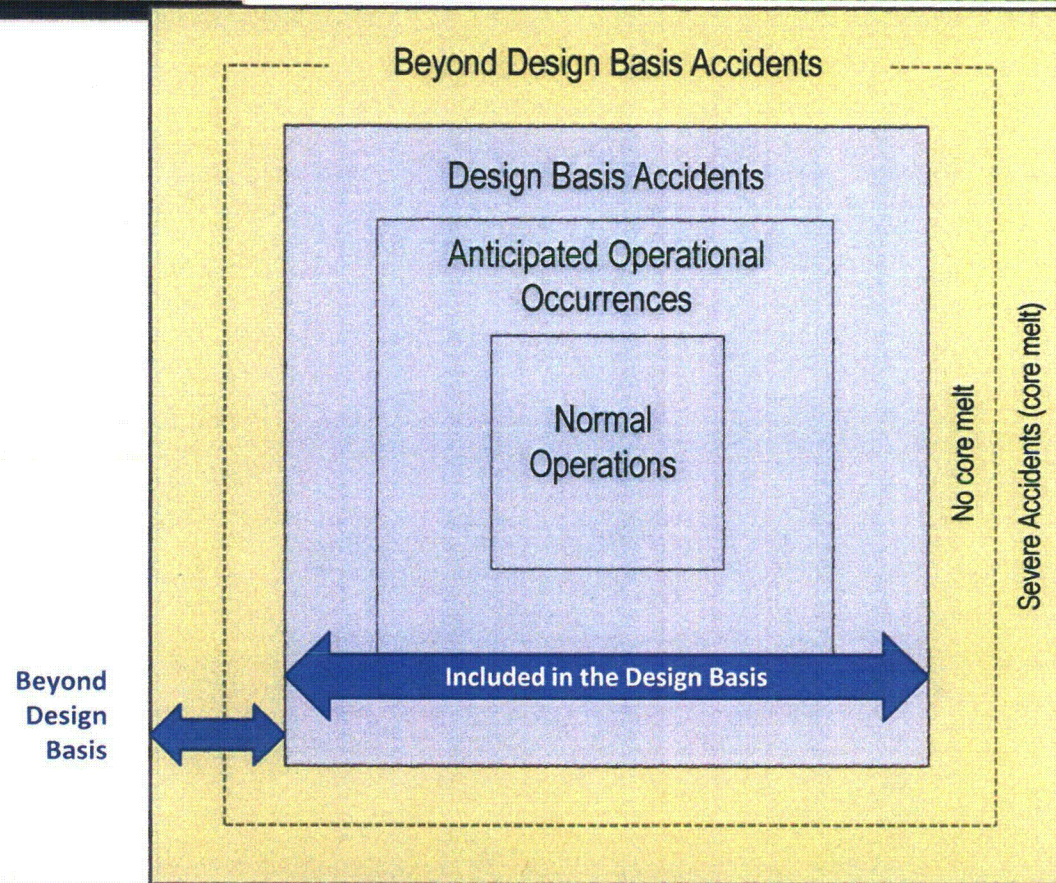 Beyond Design Basis Accidents
Design Basis Accidents
Anticipated Operational
Occurrences
Normal
Operations
No core melt
Severe Accidents (core melt)
Included in the Design Basis
Beyond
Design
Basis